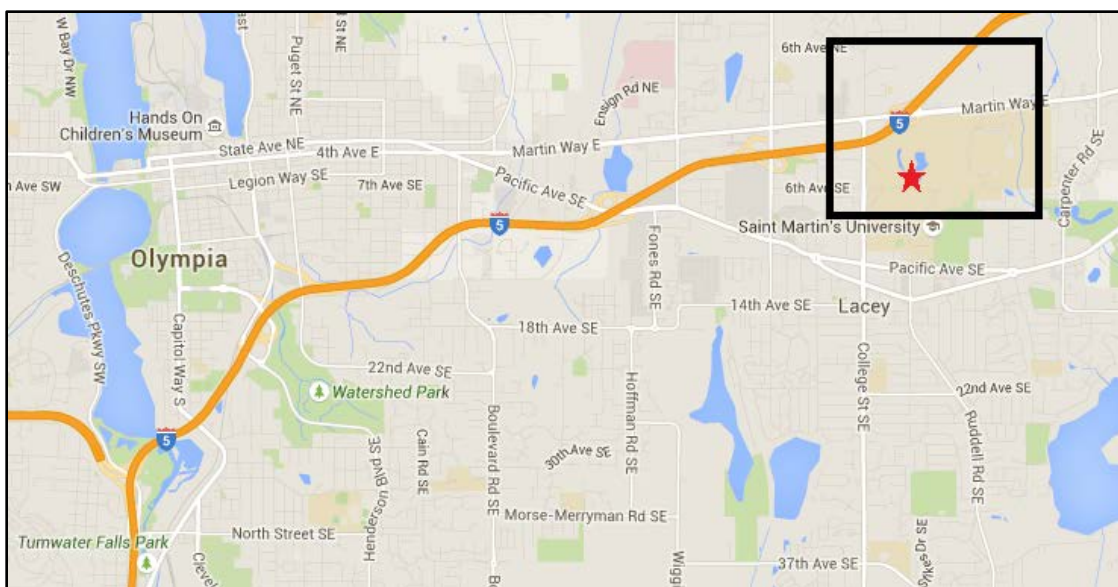 W Bay Dr NW
Puget St NE
6th Ave NE
Ensign Rd NE
Martin Way E
5
Hands On
Children's Museum
State Ave NE
4th Ave E
Martin Way E
Legion Way SE
7th Ave SE
Pacific Ave SE
6th Ave SE
Carpenter Rd SE
Ave SW
5
Saint Martin's University
Olympia
Fones Rd SE
Pacific Ave SE
Deschutes Pkwy SW
14th Ave SE
Lacey
Capitol Way S
18th Ave SE
22nd Ave SE
Watershed Park
College St SE
22nd Ave SE
Hoffman Rd SE
Boulevard Rd SE
Ruddell Rd SE
5
Cain Rd SE
30th Ave SE
Henderson Blvd SE
Morse-Merryman Rd SE
North Street SE
Tumwater Falls Park
37th Ave SE